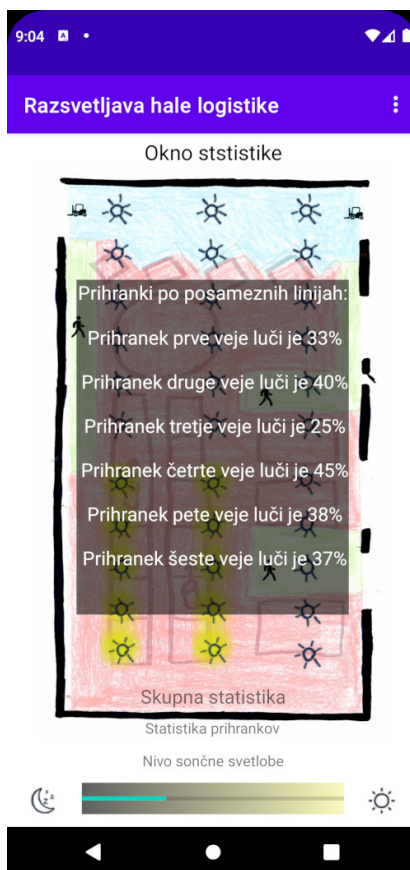 9:04
Razsvetljava hale logistike
Okno ststistike
Prihranki po posameznih linijah:
Prihranek prve veje luči je 33%
Prihranek druge veje luči je 40%
Prihranek tretje veje luči je 25%
Prihranek četrte veje luči je 45%
Prihranek pete veje luči je 38%
Prihranek šeste veje luči je 37%
Skupna statistika
Statistika prihrankov
Nivo sončne svetlobe